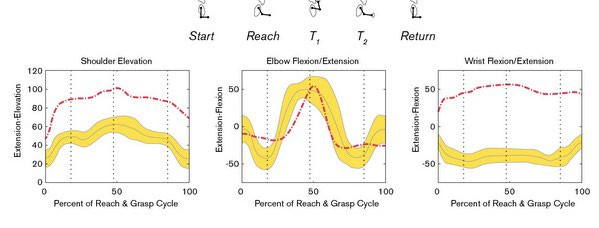 Start Reach T1 T2 Return
Shoulder Elevation
Elbow Flexion/Extension
Wrist Flexion/Extension
Extension-Elevation
120
100
80
60
40
20
0
0 50 100
Percent of Reach & Grasp Cycle
Extension-Flexion
50
0
-50
0 50 100
Percent of Reach & Grasp Cycle
Extension-Flexion
50
0
-50
0 50 100
Percent of Reach & Grasp Cycle